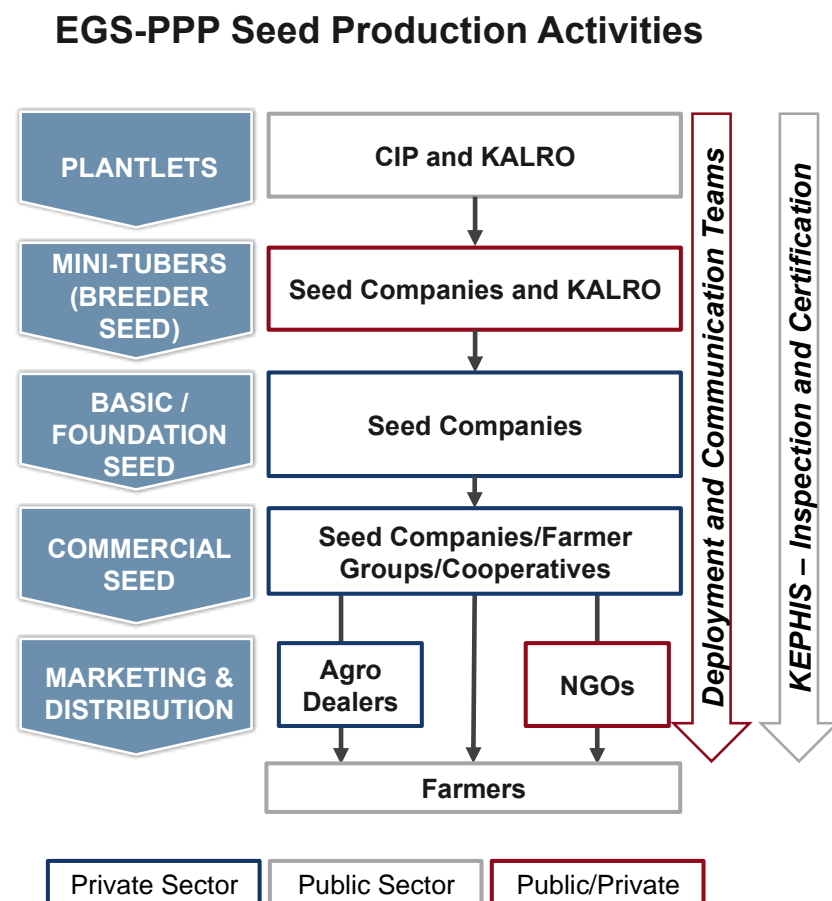 EGS-PPP Seed Production Activities
PLANTLETS
CIP and KALRO
MINI-TUBERS
(BREEDER
SEED)
Seed Companies and KALRO
BASIC /
FOUNDATION
SEED
Seed Companies
COMMERCIAL
SEED
Seed Companies/Farmer
Groups/Cooperatives
MARKETING &
DISTRIBUTION
Agro
Dealers
NGOs
Farmers
Deployment and Communication Teams
KEPHIS – Inspection and Certification
Private Sector
Public Sector
Public/Private